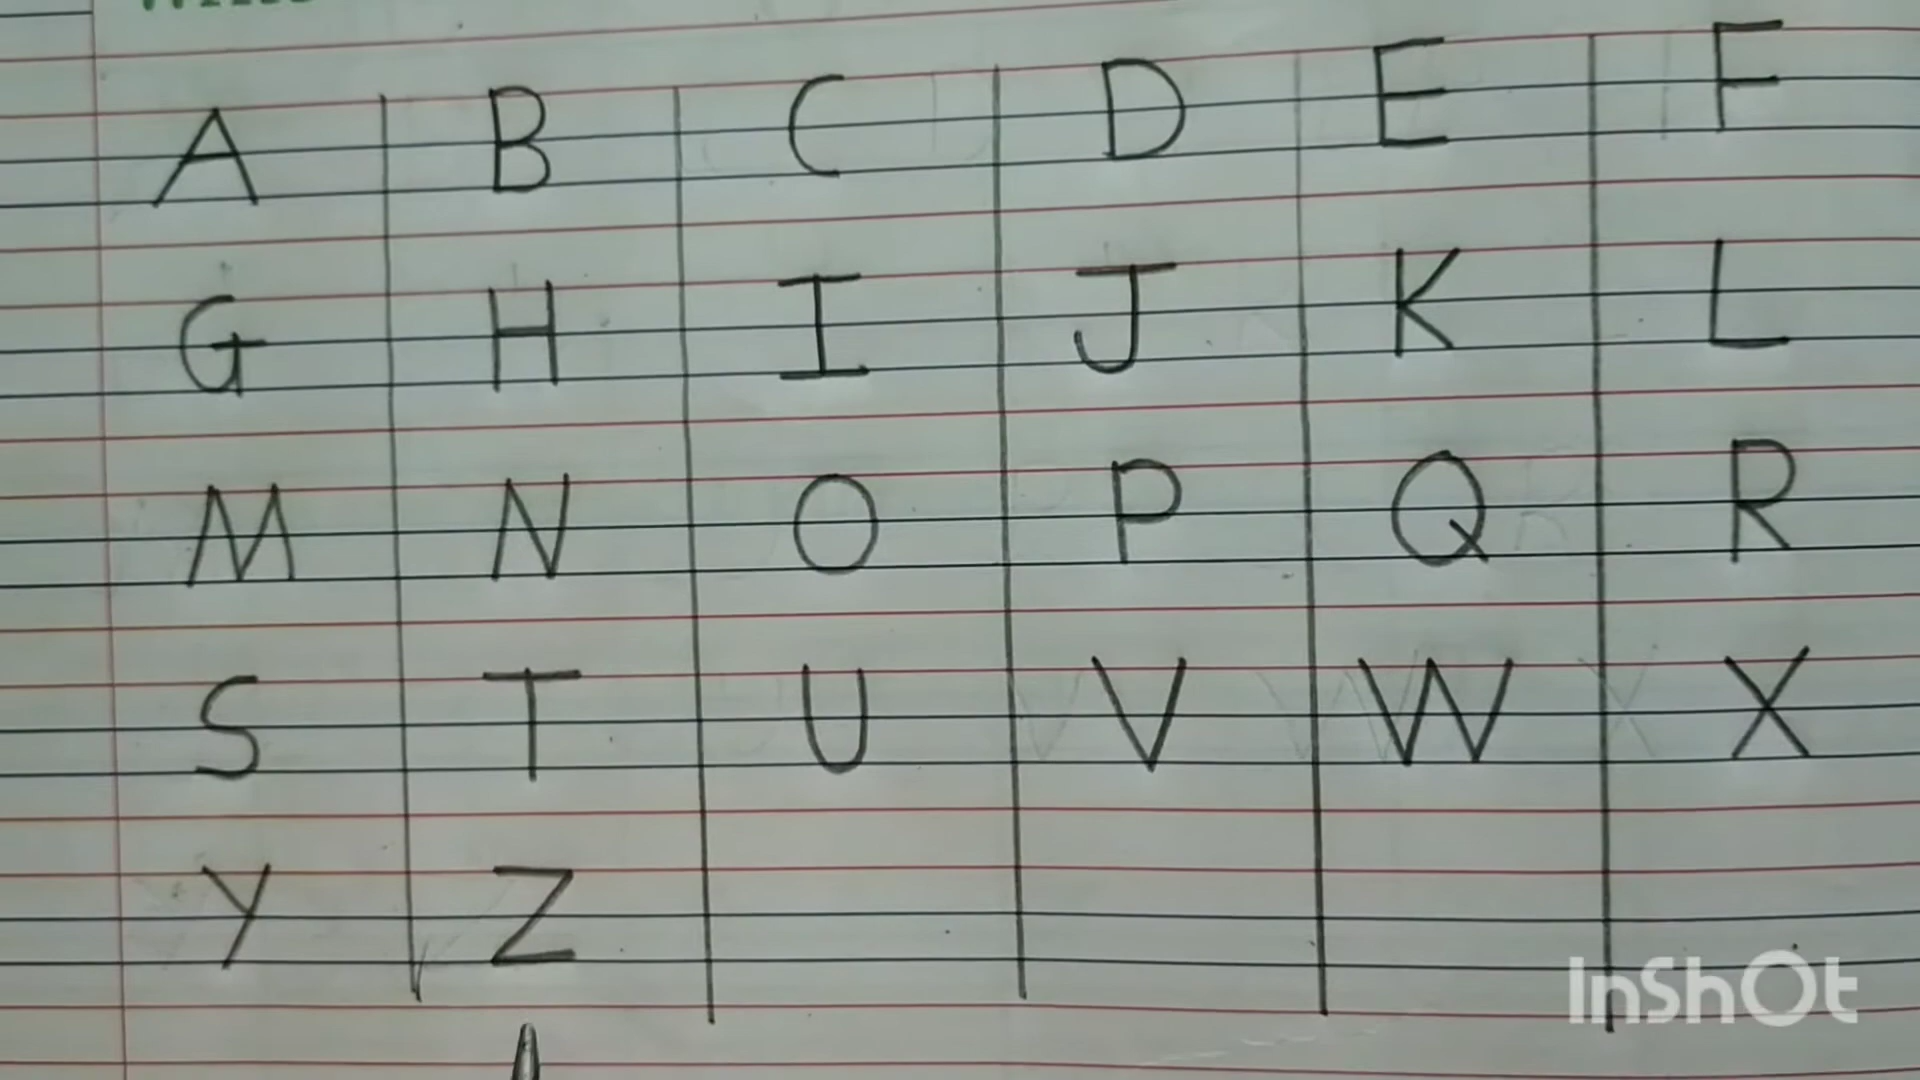 A B C D E F
G H I J K L
M N O P Q R
S T U V W X
Y Z
InShOt